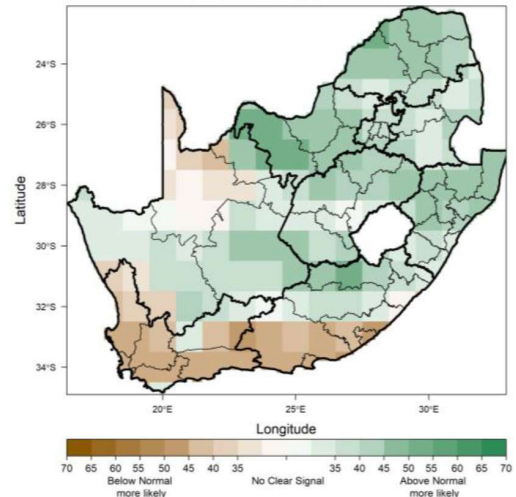 24°S
26°S
28°S
30°S
32°S
34°S
Latitude
20°E 25°E 30°E
Longitude
70 65 60 55 50 45 40 35 35 40 45 50 55 60 65 70
Below Normal No Clear Signal Above Normal
more likely more likely